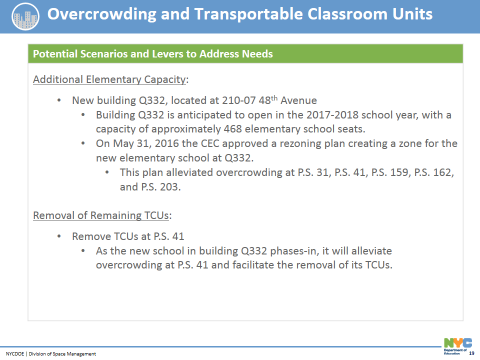 Overcrowding and Transportable Classroom Units
Potential Scenarios and Levers to Address Needs
Additional Elementary Capacity:
• New building Q332, located at 210-07 48th Avenue
• Building Q332 is anticipated to open in the 2017-2018 school year, with a
capacity of approximately 468 elementary school seats.
• On May 31, 2016 the CEC approved a rezoning plan creating a zone for the
new elementary school at Q332.
• This plan alleviated overcrowding at P.S. 31, P.S. 41, P.S. 159, P.S. 162,
and P.S. 203.
Removal of Remaining TCUs:
• Remove TCUs at P.S. 41
• As the new school in building Q332 phases-in, it will alleviate
overcrowding at P.S. 41 and facilitate the removal of its TCUs.
NYCDOE | Division of Space Management
NYC
Department of
Education